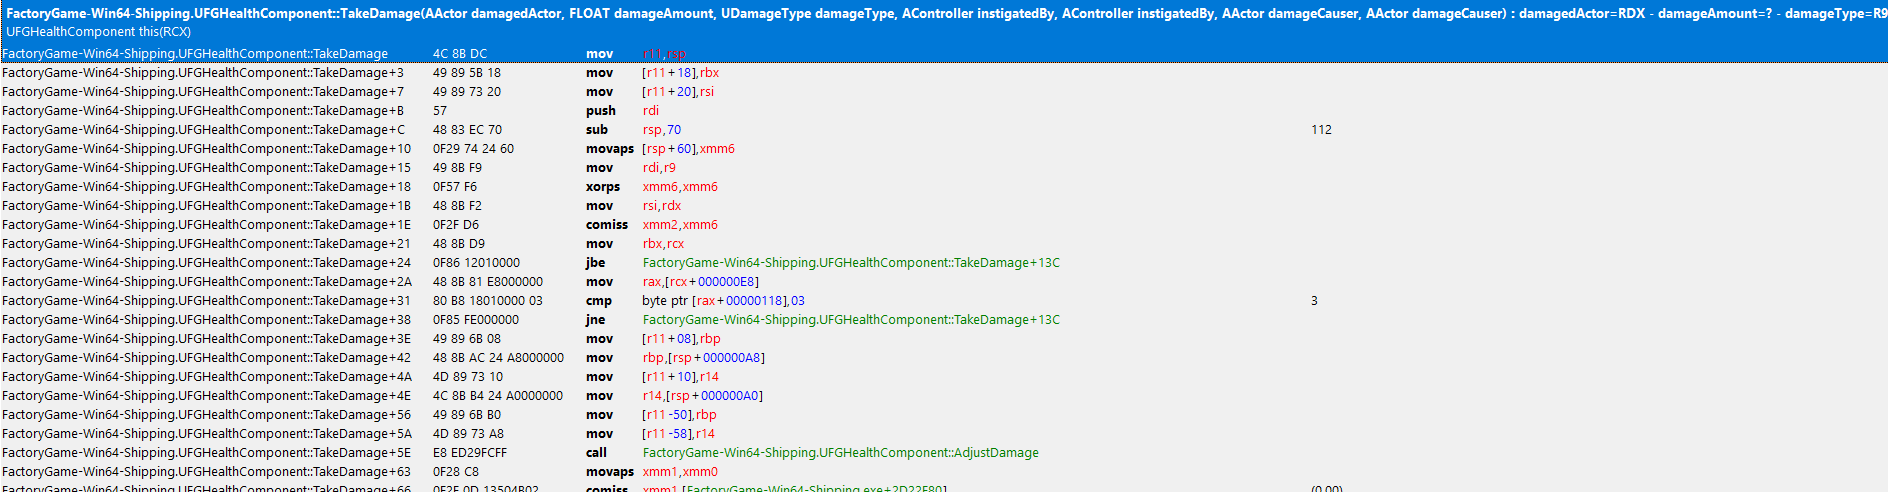 FactoryGame-Win64-Shipping.UFGHealthComponent::TakeDamage(AActor damagedActor, FLOAT damageAmount, UDamageType damageType, AController instigatedBy, AController instigatedBy, AActor damageCauser, AActor damageCauser) : damagedActor=RDX - damageAmount=? - damageType=R9
UFGHealthComponent this(RCX)
FactoryGame-Win64-Shipping.UFGHealthComponent::TakeDamage 4C 8B DC mov r11,rsp
FactoryGame-Win64-Shipping.UFGHealthComponent::TakeDamage+3 49 89 5B 18 mov [r11+18],rbx
FactoryGame-Win64-Shipping.UFGHealthComponent::TakeDamage+7 49 89 73 20 mov [r11+20],rsi
FactoryGame-Win64-Shipping.UFGHealthComponent::TakeDamage+B 57 push rdi
FactoryGame-Win64-Shipping.UFGHealthComponent::TakeDamage+C 48 83 EC 70 sub rsp,70 112
FactoryGame-Win64-Shipping.UFGHealthComponent::TakeDamage+10 0F29 74 24 60 movaps [rsp+60],xmm6
FactoryGame-Win64-Shipping.UFGHealthComponent::TakeDamage+15 49 8B F9 mov rdi,r9
FactoryGame-Win64-Shipping.UFGHealthComponent::TakeDamage+18 0F57 F6 xorps xmm6,xmm6
FactoryGame-Win64-Shipping.UFGHealthComponent::TakeDamage+1B 48 8B F2 mov rsi,rdx
FactoryGame-Win64-Shipping.UFGHealthComponent::TakeDamage+1E 0F2F D6 comiss xmm2,xmm6
FactoryGame-Win64-Shipping.UFGHealthComponent::TakeDamage+21 48 8B D9 mov rbx,rcx
FactoryGame-Win64-Shipping.UFGHealthComponent::TakeDamage+24 0F86 12010000 jbe FactoryGame-Win64-Shipping.UFGHealthComponent::TakeDamage+13C
FactoryGame-Win64-Shipping.UFGHealthComponent::TakeDamage+2A 48 8B 81 E8000000 mov rax,[rcx+000000E8]
FactoryGame-Win64-Shipping.UFGHealthComponent::TakeDamage+31 80 B8 18010000 03 cmp byte ptr [rax+00000118],03 3
FactoryGame-Win64-Shipping.UFGHealthComponent::TakeDamage+38 0F85 FE000000 jne FactoryGame-Win64-Shipping.UFGHealthComponent::TakeDamage+13C
FactoryGame-Win64-Shipping.UFGHealthComponent::TakeDamage+3E 49 89 6B 08 mov [r11+08],rbp
FactoryGame-Win64-Shipping.UFGHealthComponent::TakeDamage+42 48 8B AC 24 A8000000 mov rbp,[rsp+000000A8]
FactoryGame-Win64-Shipping.UFGHealthComponent::TakeDamage+4A 4D 89 73 10 mov [r11+10],r14
FactoryGame-Win64-Shipping.UFGHealthComponent::TakeDamage+4E 4C 8B B4 24 A0000000 mov r14,[rsp+000000A0]
FactoryGame-Win64-Shipping.UFGHealthComponent::TakeDamage+56 49 89 6B B0 mov [r11-50],rbp
FactoryGame-Win64-Shipping.UFGHealthComponent::TakeDamage+5A 4D 89 73 A8 mov [r11-58],r14
FactoryGame-Win64-Shipping.UFGHealthComponent::TakeDamage+5E E8 ED29FCFF call FactoryGame-Win64-Shipping.UFGHealthComponent::AdjustDamage
FactoryGame-Win64-Shipping.UFGHealthComponent::TakeDamage+63 0F28 C8 movaps xmm1,xmm0
FactoryGame-Win64-Shipping.UFGHealthComponent::TakeDamage+66 0F2F 0D 13504B02 comiss xmm1,[FactoryGame-Win64-Shipping.exe+2D22F80] (0.00)